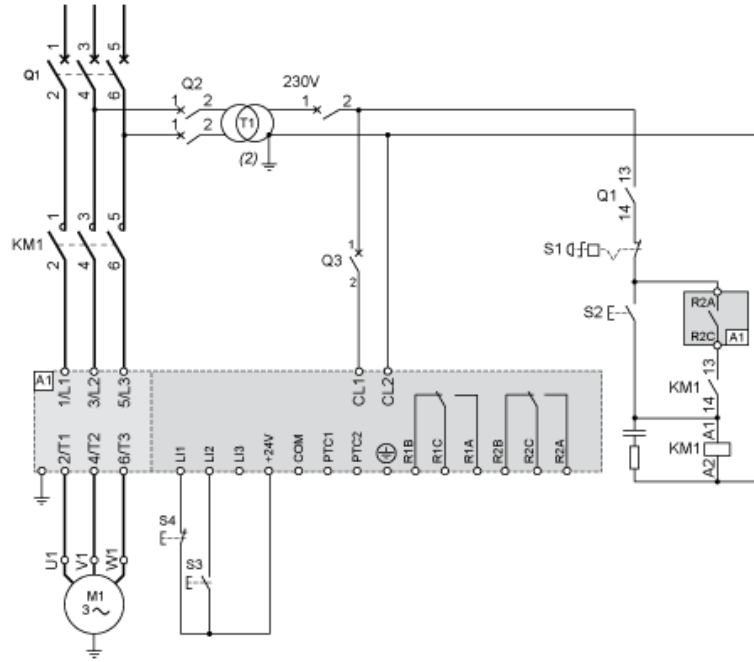 1 3 5
Q1
2 4 6
Q2
1 2
1 2
T1
(2)
230V
1 2
13
Q1
14
1 3 5
KM1
2 4 6
1
Q3
2
S1
S2
R2A
R2C
A1
13
KM1
14
A1
KM1
A2
A1
1/L1 3/L2 5/L3
CL1 CL2
2/T1 4/T2 6/T3
LI1 LI2 LI3 +24V COM PTC1 PTC2 R1B R1C R1A R2B R2C R2A
S4
S3
U1 V1 W1
M1
3